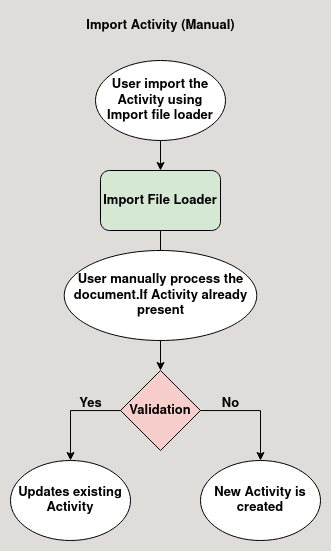 Import Activity (Manual)
User import the
Activity using
Import file loader
Import File Loader
User manually process the
document.If Activity already
present
Validation
Yes
No
Updates existing
Activity
New Activity is
created